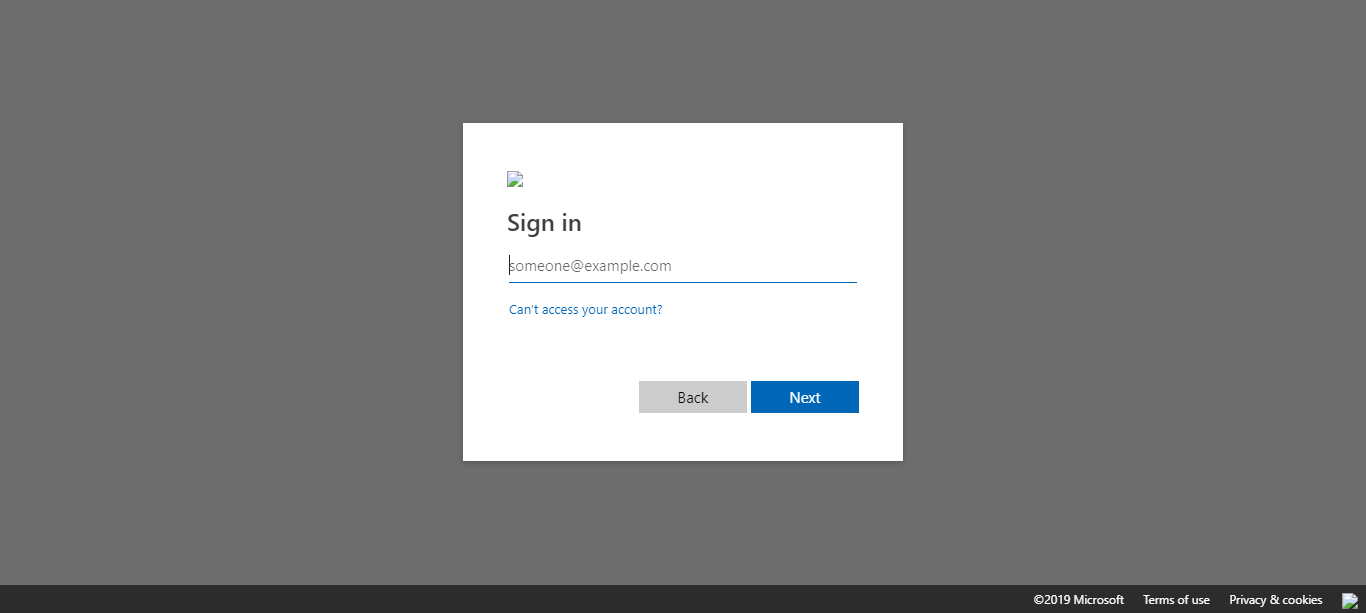 Sign in
someone@example.com
Can't access your account?
Back Next
©2019 Microsoft Terms of use Privacy & cookies